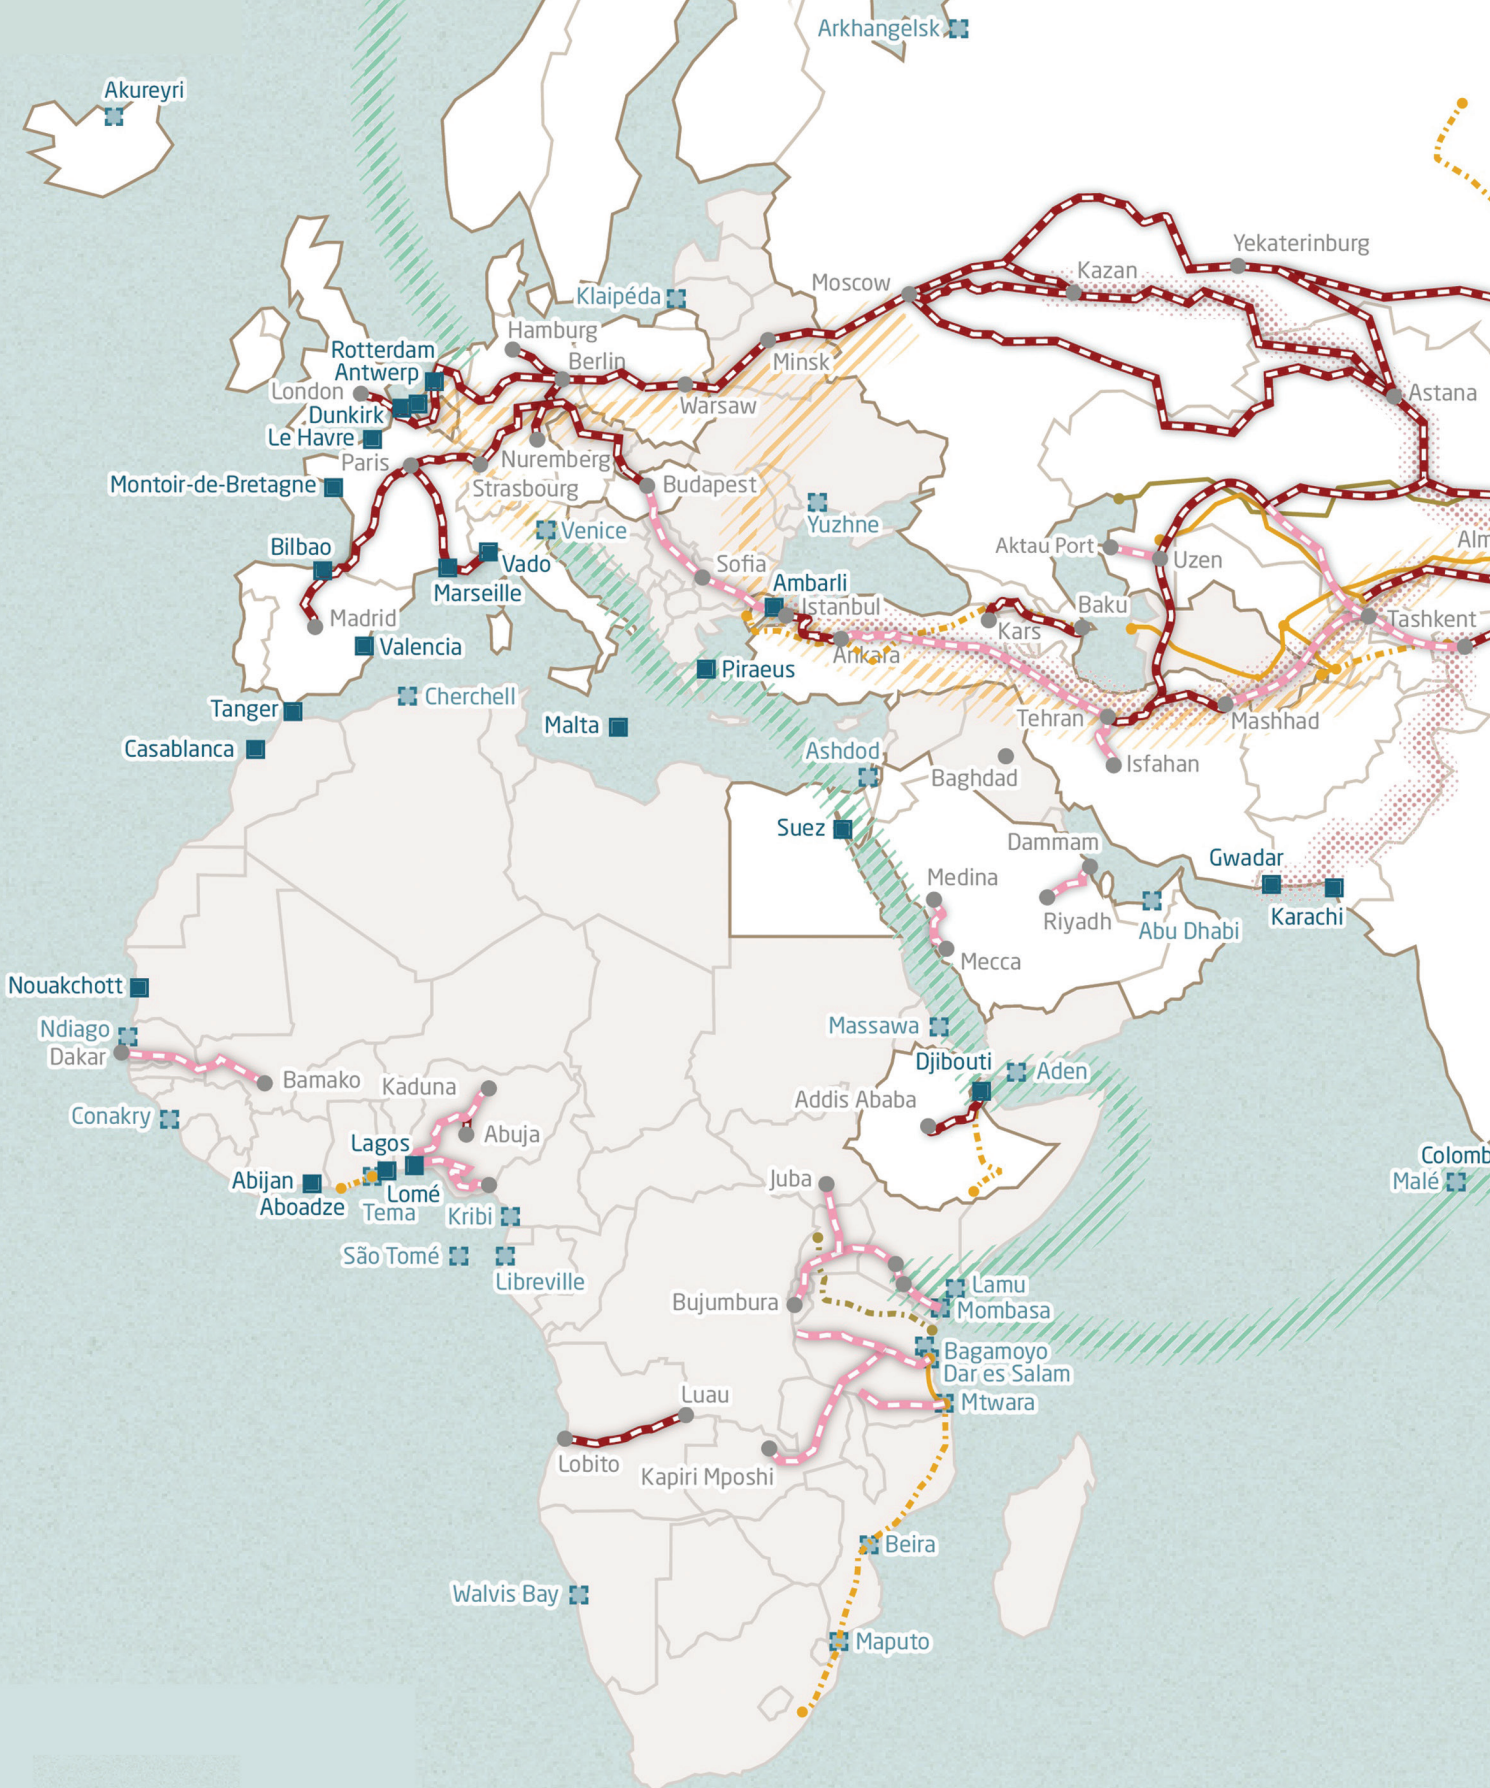 Arkhangelsk
Akureyri
Yekaterinburg
Kazan
Moscow
Klaipéda
Hamburg
Rotterdam
Berlin
Minsk
Antwerp
London
Astana
Warsaw
Dunkirk
Le Havre
Paris
Nuremberg
Montoir-de-Bretagne
Strasbourg
Budapest
Venice
Yuzhne
Bilbao
Aktau Port
Uzen
Alm
Vado
Sofia
Marseille
Ambarli
Istanbul
Baku
Madrid
Kars
Tashkent
Valencia
Ankara
Piraeus
Cherchell
Tanger
Tehran
Mashhad
Malta
Casablanca
Ashdod
Baghdad
Isfahan
Suez
Dammam
Gwadar
Medina
Riyadh
Karachi
Abu Dhabi
Mecca
Nouakchott
Ndiago
Massawa
Dakar
Djibouti
Aden
Bamako
Kaduna
Addis Ababa
Conakry
Abuja
Lagos
Colomb
Abijan
Juba
Malé
Lomé
Aboadze
Tema
Kribi
São Tomé
Libreville
Lamu
Bujumbura
Mombasa
Bagamoyo
Dar es Salam
Luau
Mtwara
Lobito
Kapiri Mposhi
Beira
Walvis Bay
Maputo